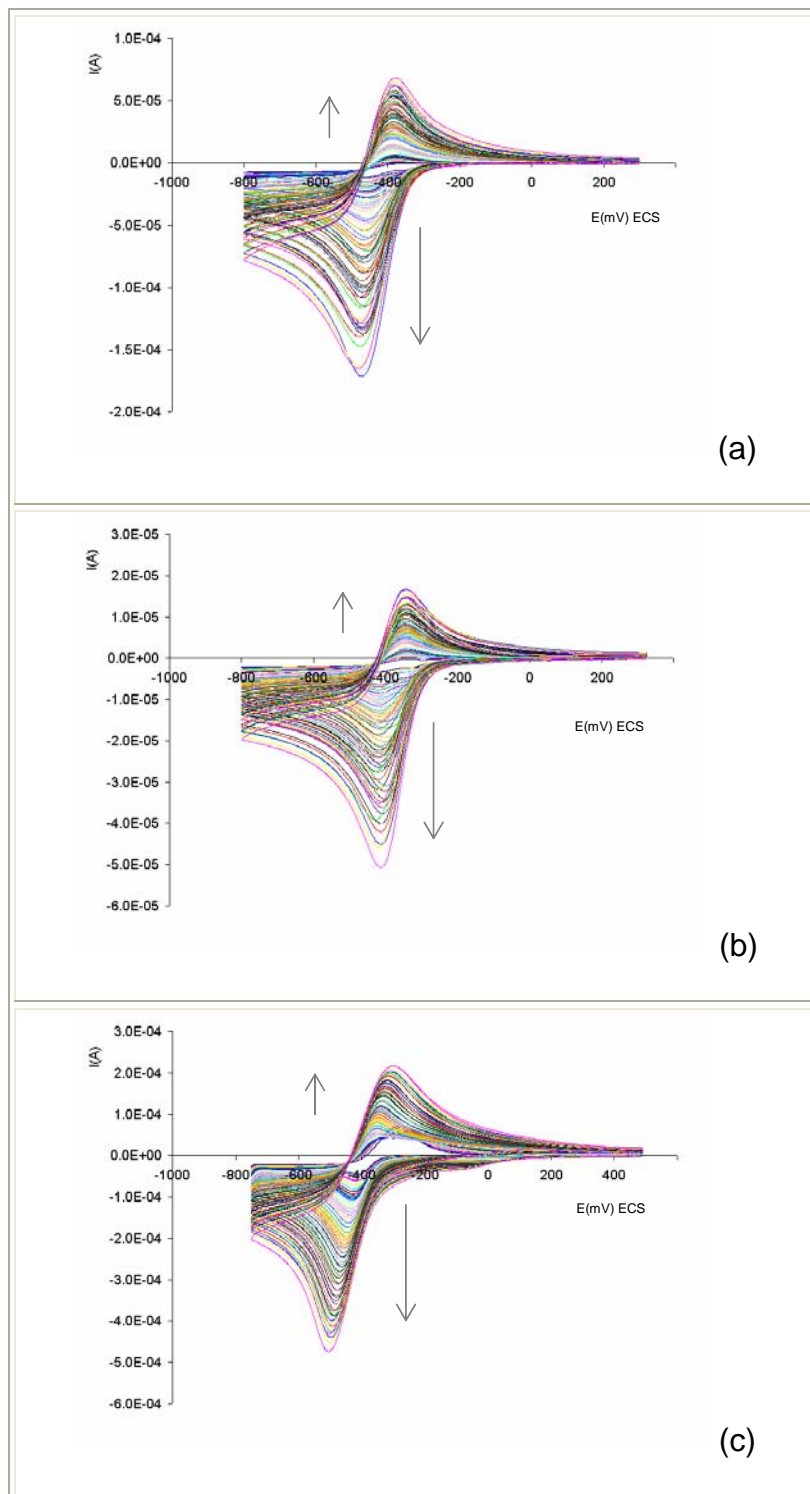 1.0E-04
I(A)
5.0E-05
0.0E+00
-1000 -800 -600 -400 -200 0 200
E(mV) ECS
-5.0E-05
-1.0E-04
-1.5E-04
-2.0E-04
(a)
3.0E-05
I(A)
2.0E-05
1.0E-05
0.0E+00
-1000 -800 -600 -400 -200 0 200
-1.0E-05
E(mV) ECS
-2.0E-05
-3.0E-05
-4.0E-05
-5.0E-05
-6.0E-05
(b)
3.0E-04
I(A)
2.0E-04
1.0E-04
0.0E+00
-1000 -800 -600 -400 -200 0 200 400
-1.0E-04
E(mV) ECS
-2.0E-04
-3.0E-04
-4.0E-04
-5.0E-04
-6.0E-04
(c)